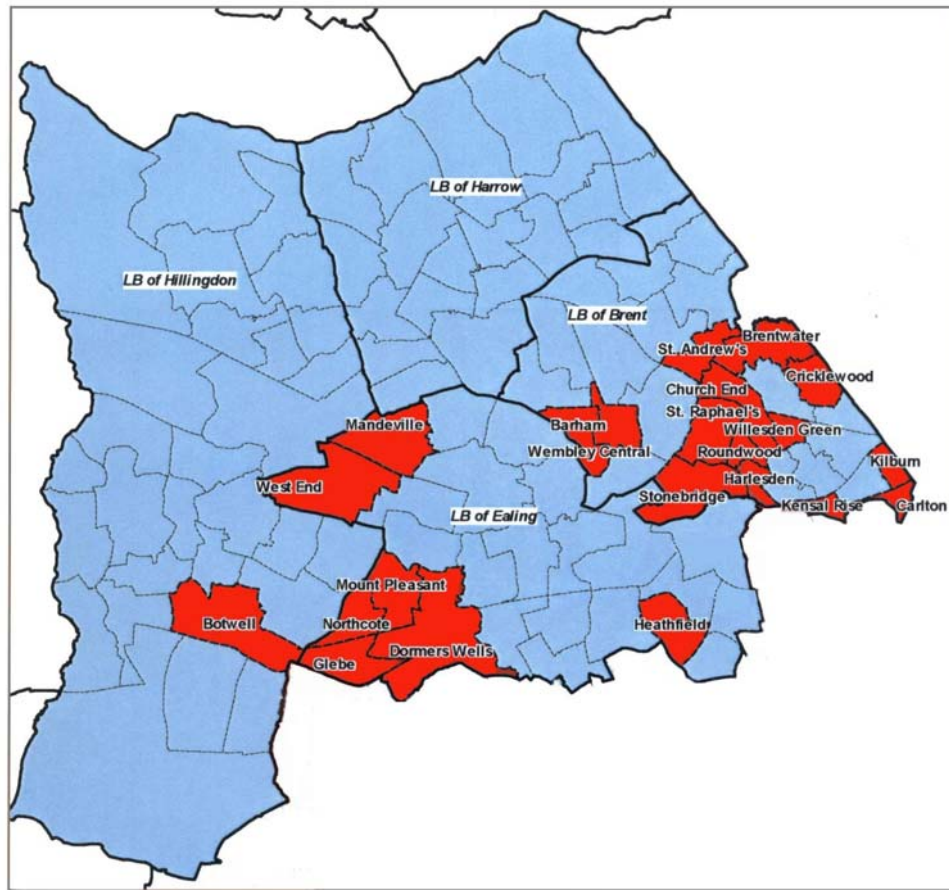 LB of Harrow
LB of Hillingdon
LB of Brent
Brentwater
St. Andrew's
Cricklewood
Church End
St. Raphael's
Mandeville
Barham
Willesden Green
Wembley Central
Roundwood
Kilburn
Harlesden
West End
Stonebridge
Kensal Rise
Carlton
LB of Ealing
Mount Pleasant
Botwell
Northcote
Heathfield
Dormers Wells
Glebe